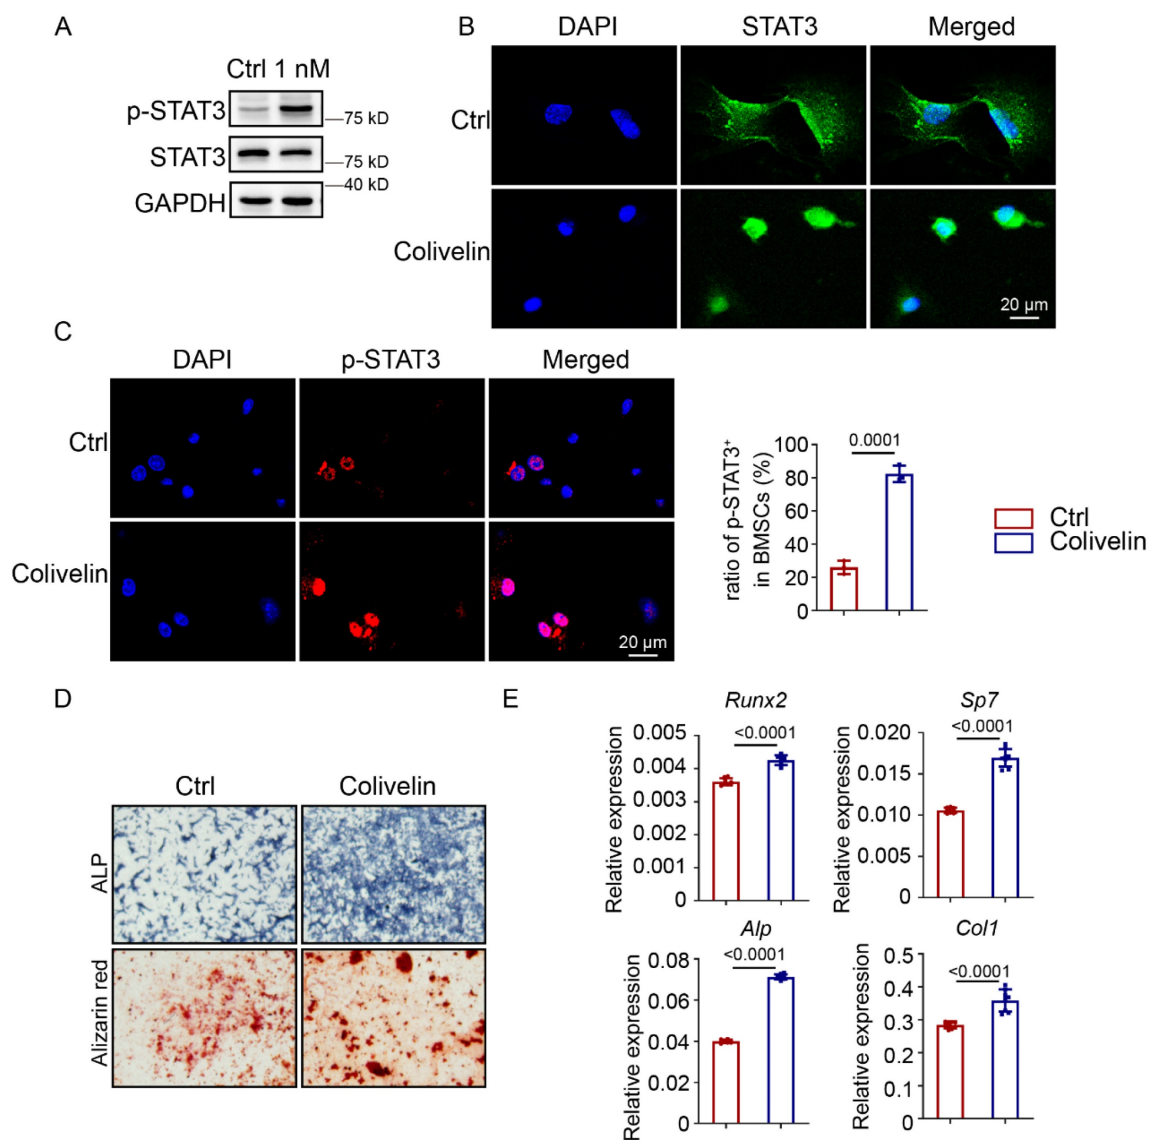 A
Ctrl 1 nM
p-STAT3
75 kD
STAT3
75 kD
40 kD
GAPDH
B
DAPI STAT3 Merged
Ctrl
Colivelin
20 μm
C
DAPI p-STAT3 Merged
Ctrl
Colivelin
20 μm
ratio of p-STAT3+
in BMSCs (%)
100
80
60
40
20
0
0.0001
Ctrl
Colivelin
D
Ctrl Colivelin
ALP
Alizarin red
E
Runx2
Relative expression
0.005
0.004
0.003
0.002
0.001
0
<0.0001
Sp7
Relative expression
0.020
0.015
0.010
0.005
0
<0.0001
Alp
Relative expression
0.08
0.06
0.04
0.02
0
<0.0001
Col1
Relative expression
0.5
0.4
0.3
0.2
0.1
0
<0.0001